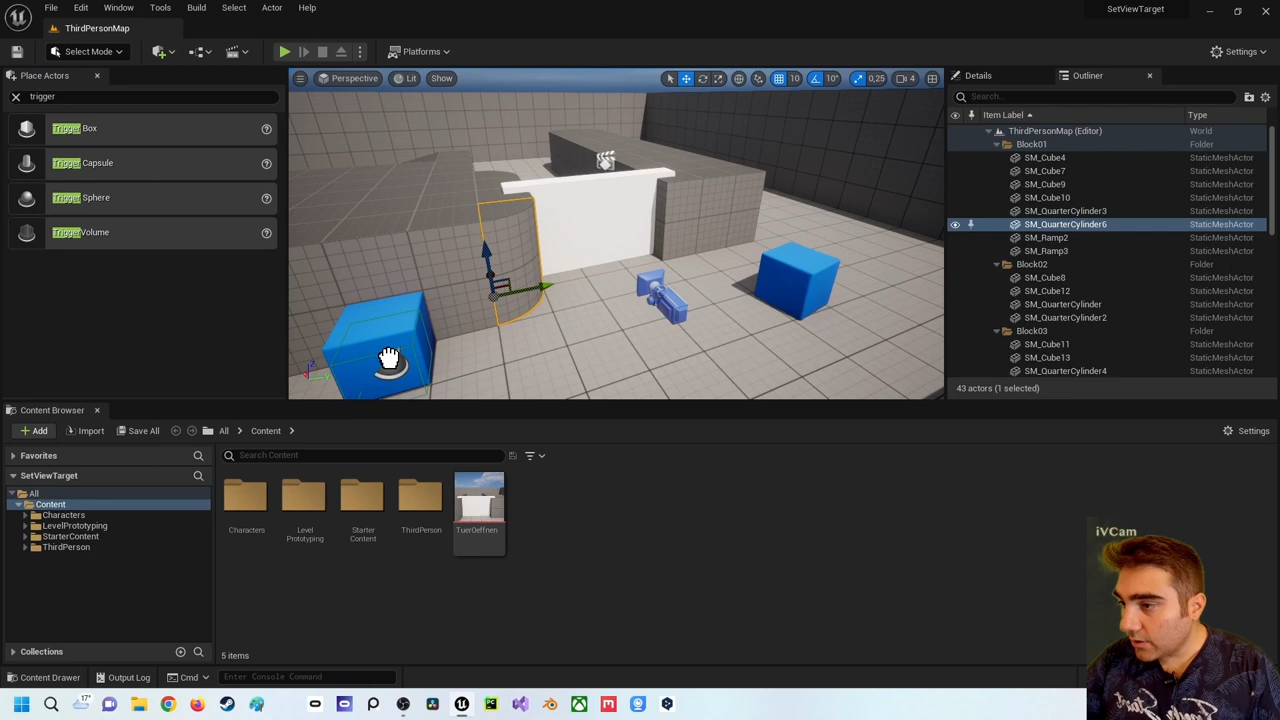 File Edit View Tools Build Select Actor Help
SetViewTarget
ThirdPersonMap
Select Mode
Platforms
Settings
Place Actors
trigger
Trigger Box
Trigger Capsule
Trigger Sphere
Trigger Volume
Perspective Lit Show
10 10° 0,25 4
Details Outliner
Search...
Item Label Type
ThirdPersonMap (Editor) World
Block01 Folder
SM_Cube4 StaticMeshActor
SM_Cube7 StaticMeshActor
SM_Cube9 StaticMeshActor
SM_Cube10 StaticMeshActor
SM_QuarterCylinder3 StaticMeshActor
SM_QuarterCylinder6 StaticMeshActor
SM_Ramp2 StaticMeshActor
SM_Ramp3 StaticMeshActor
Block02 Folder
SM_Cube8 StaticMeshActor
SM_Cube12 StaticMeshActor
SM_QuarterCylinder StaticMeshActor
SM_QuarterCylinder2 StaticMeshActor
Block03 Folder
SM_Cube11 StaticMeshActor
SM_Cube13 StaticMeshActor
SM_QuarterCylinder4 StaticMeshActor
43 actors (1 selected)
Content Browser
Add Import Save All All Content
Settings
Favorites
Search Content
SetViewTarget
All
Content
Characters
LevelPrototyping
StarterContent
ThirdPerson
Characters
Level
Prototyping
Starter
Content
ThirdPerson
TuerOeffnen
Collections
5 items
Content Drawer Output Log Cmd Enter Console Command
iVCam
17°